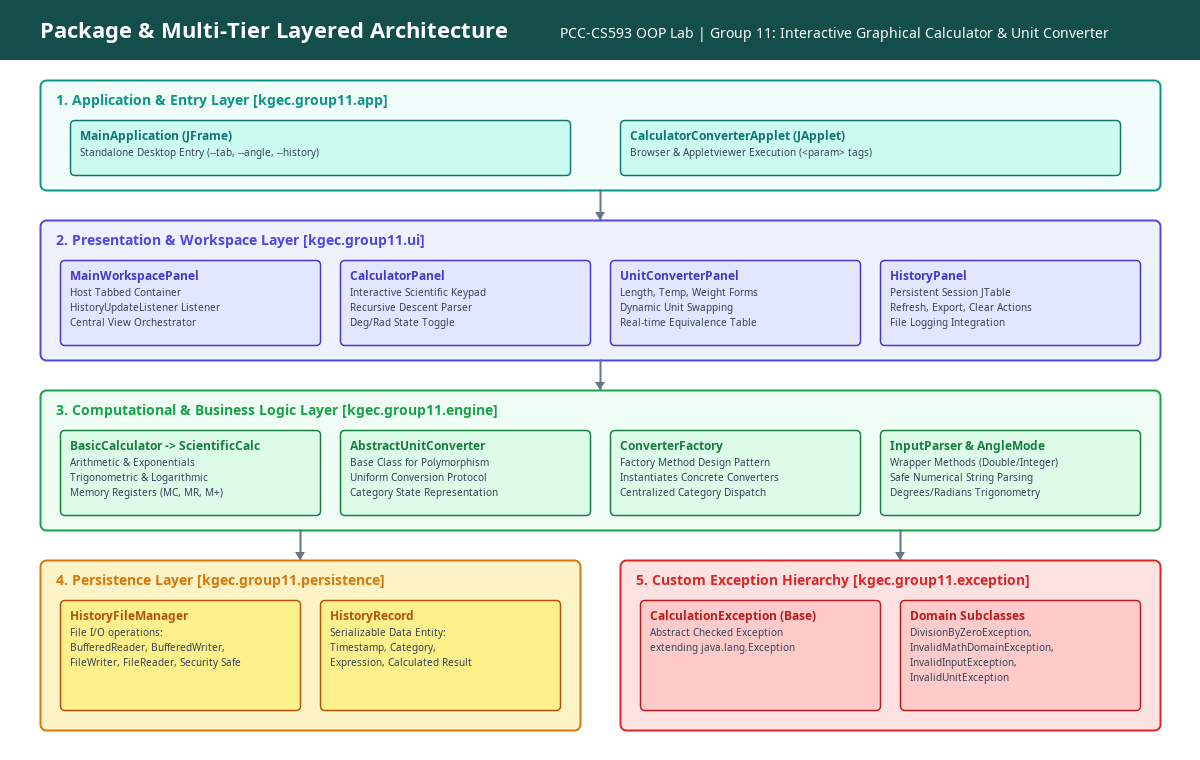 Package & Multi-Tier Layered Architecture
PCC-CS593 OOP Lab | Group 11: Interactive Graphical Calculator & Unit Converter
1. Application & Entry Layer [kgec.group11.app]
MainApplication (JFrame)
Standalone Desktop Entry (--tab, --angle, --history)
CalculatorConverterApplet (JApplet)
Browser & Appletviewer Execution (<param> tags)
2. Presentation & Workspace Layer [kgec.group11.ui]
MainWorkspacePanel
Host Tabbed Container
HistoryUpdateListener Listener
Central View Orchestrator
CalculatorPanel
Interactive Scientific Keypad
Recursive Descent Parser
Deg/Rad State Toggle
UnitConverterPanel
Length, Temp, Weight Forms
Dynamic Unit Swapping
Real-time Equivalence Table
HistoryPanel
Persistent Session JTable
Refresh, Export, Clear Actions
File Logging Integration
3. Computational & Business Logic Layer [kgec.group11.engine]
BasicCalculator -> ScientificCalc
Arithmetic & Exponentials
Trigonometric & Logarithmic
Memory Registers (MC, MR, M+)
AbstractUnitConverter
Base Class for Polymorphism
Uniform Conversion Protocol
Category State Representation
ConverterFactory
Factory Method Design Pattern
Instantiates Concrete Converters
Centralized Category Dispatch
InputParser & AngleMode
Wrapper Methods (Double/Integer)
Safe Numerical String Parsing
Degrees/Radians Trigonometry
4. Persistence Layer [kgec.group11.persistence]
HistoryFileManager
File I/O operations:
BufferedReader, BufferedWriter,
FileWriter, FileReader, Security Safe
HistoryRecord
Serializable Data Entity:
Timestamp, Category,
Expression, Calculated Result
5. Custom Exception Hierarchy [kgec.group11.exception]
CalculationException (Base)
Abstract Checked Exception
extending java.lang.Exception
Domain Subclasses
DivisionByZeroException,
InvalidMathDomainException,
InvalidInputException,
InvalidUnitException